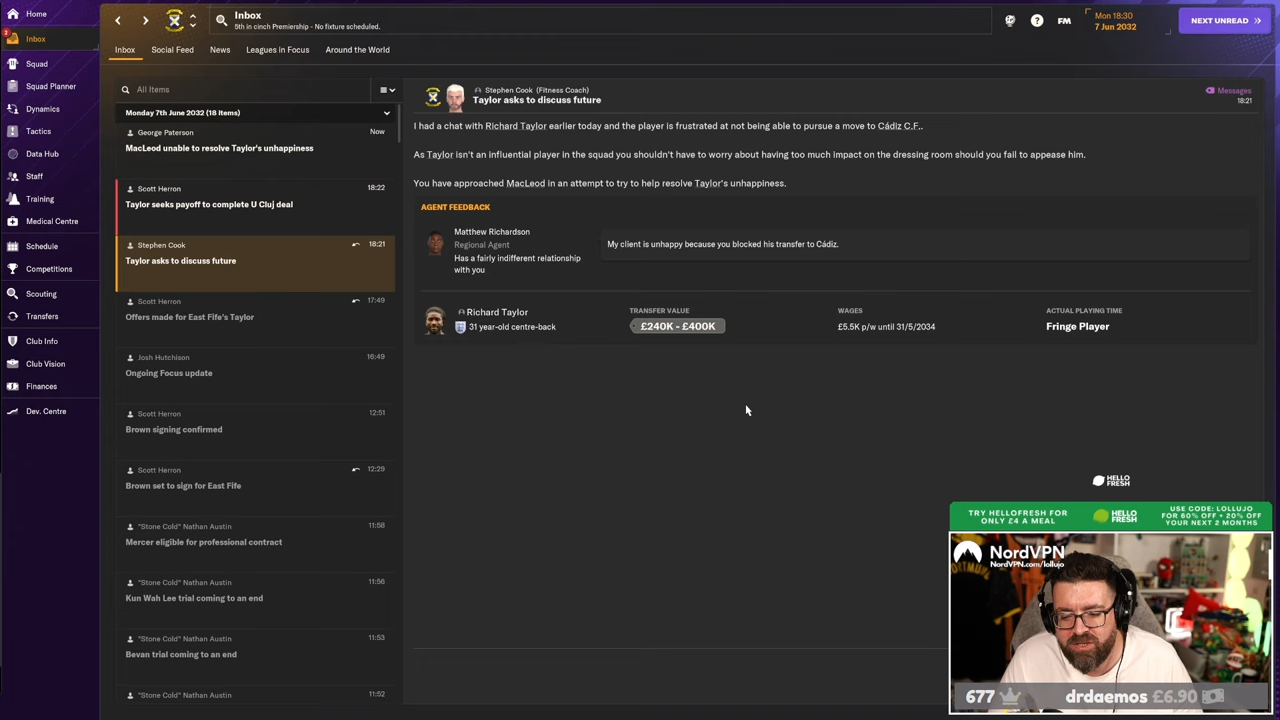 Home
2
Inbox
Squad
Squad Planner
Dynamics
Tactics
Data Hub
Staff
Training
Medical Centre
Schedule
Competitions
Scouting
Transfers
Club Info
Club Vision
Finances
Dev. Centre
Inbox
5th in cinch Premiership - No fixture scheduled.
?
FM
Mon 18:30
7 Jun 2032
NEXT UNREAD
Inbox
Social Feed
News
Leagues in Focus
Around the World
All Items
Monday 7th June 2032 (18 Items)
George Paterson
Now
MacLeod unable to resolve Taylor's unhappiness
Scott Herron
18:22
Taylor seeks payoff to complete U Cluj deal
Stephen Cook
18:21
Taylor asks to discuss future
Scott Herron
17:49
Offers made for East Fife's Taylor
Josh Hutchison
16:49
Ongoing Focus update
Scott Herron
12:51
Brown signing confirmed
Scott Herron
12:29
Brown set to sign for East Fife
"Stone Cold" Nathan Austin
11:58
Mercer eligible for professional contract
"Stone Cold" Nathan Austin
11:56
Kun Wah Lee trial coming to an end
"Stone Cold" Nathan Austin
11:53
Bevan trial coming to an end
"Stone Cold" Nathan Austin
11:52
Stephen Cook (Fitness Coach)
Taylor asks to discuss future
Messages
18:21
I had a chat with Richard Taylor earlier today and the player is frustrated at not being able to pursue a move to Cádiz C.F..
As Taylor isn't an influential player in the squad you shouldn't have to worry about having too much impact on the dressing room should you fail to appease him.
You have approached MacLeod in an attempt to try to help resolve Taylor's unhappiness.
AGENT FEEDBACK
Matthew Richardson
Regional Agent
Has a fairly indifferent relationship
with you
My client is unhappy because you blocked his transfer to Cádiz.
Richard Taylor
31 year-old centre-back
TRANSFER VALUE
£240K - £400K
WAGES
£5.5K p/w until 31/5/2034
ACTUAL PLAYING TIME
Fringe Player
HELLO
FRESH
TRY HELLOFRESH FOR
ONLY £4 A MEAL
HELLO
FRESH
USE CODE: LOLLUJO
FOR 60% OFF + 20% OFF
YOUR NEXT 2 MONTHS
NordVPN
NordVPN.com/lollujo
677
drdaemos £6.90